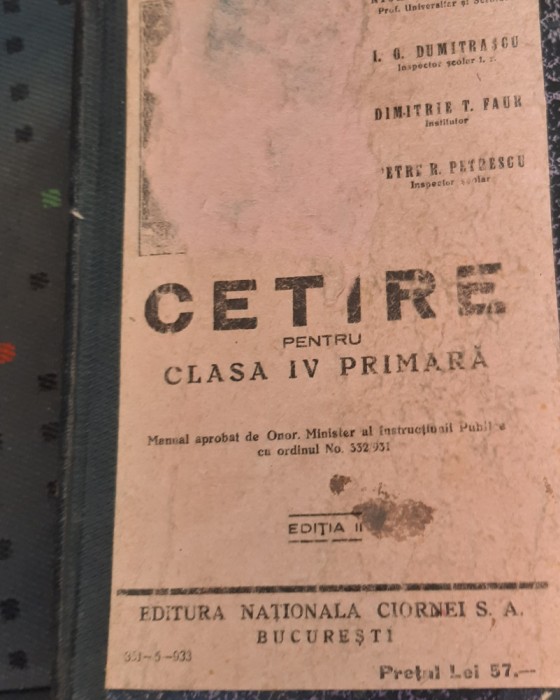 Prof. Universitar și
I. G. DUMITRAȘCU
Inspector școlar
DIMITRIE T. FAUR
Institutor
PETRE R. PETRESCU
Inspector școlar
CETIRE
PENTRU
CLASA IV PRIMARĂ
Manual aprobat de Onor. Minister al Instrucțiunii Publice
cu ordinul No. 332/931
EDIȚIA II
EDITURA NAȚIONALA CIORNEI S. A.
BUCUREȘTI
Prețul Lei 57.—